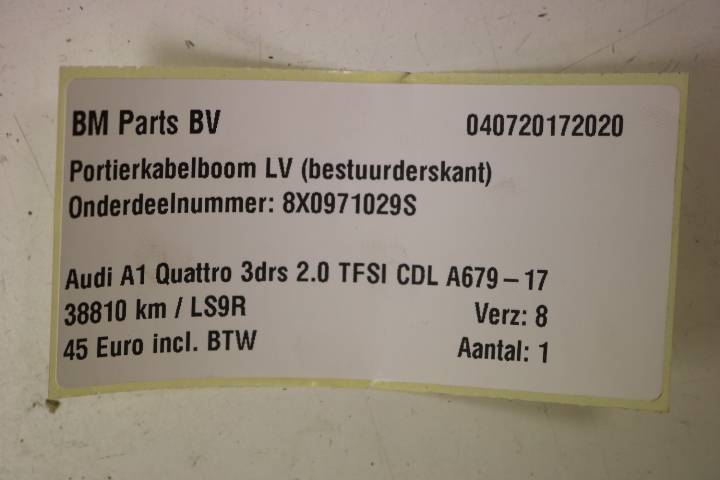 BM Parts BV 040720172020
Portierkabelboom LV (bestuurderskant)
Onderdeelnummer: 8X0971029S
Audi A1 Quattro 3drs 2.0 TFSI CDL A679 – 17
38810 km / LS9R Verz: 8
45 Euro incl. BTW Aantal: 1